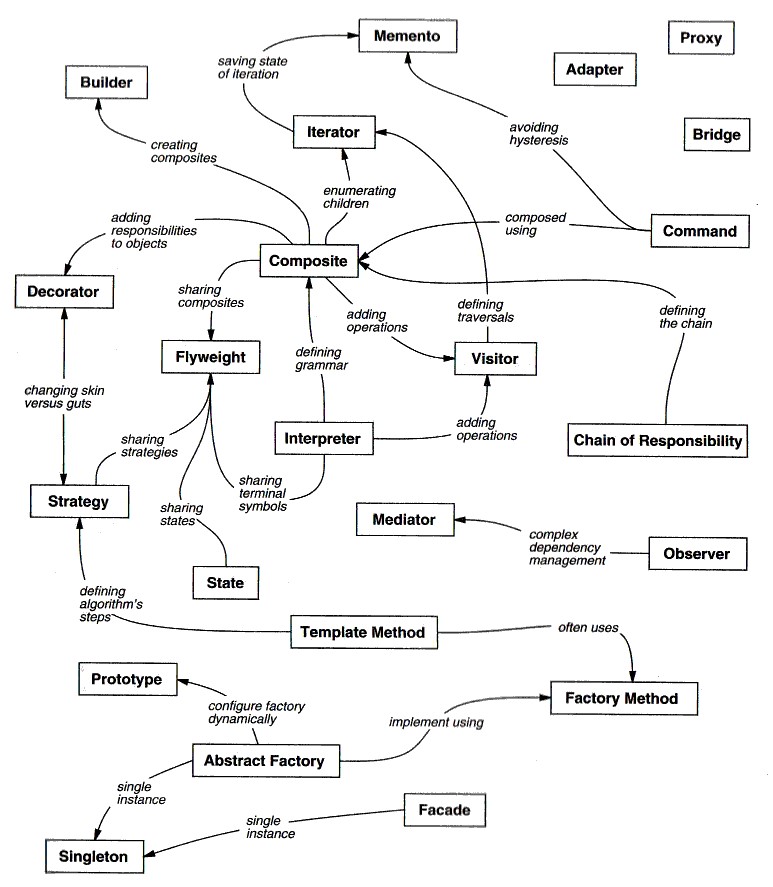 Memento
Proxy
Adapter
saving state
of iteration
Builder
Iterator
avoiding
hysteresis
Bridge
creating
composites
enumerating
children
adding
responsibilities
to objects
composed
using
Command
Composite
Decorator
sharing
composites
adding
operations
defining
traversals
defining
the chain
Flyweight
defining
grammar
Visitor
changing skin
versus guts
sharing
strategies
Interpreter
adding
operations
Chain of Responsibility
Strategy
sharing
states
sharing
terminal
symbols
Mediator
complex
dependency
management
Observer
State
defining
algorithm's
steps
Template Method
often uses
Prototype
configure factory
dynamically
Factory Method
implement using
Abstract Factory
single
instance
Facade
single
instance
Singleton